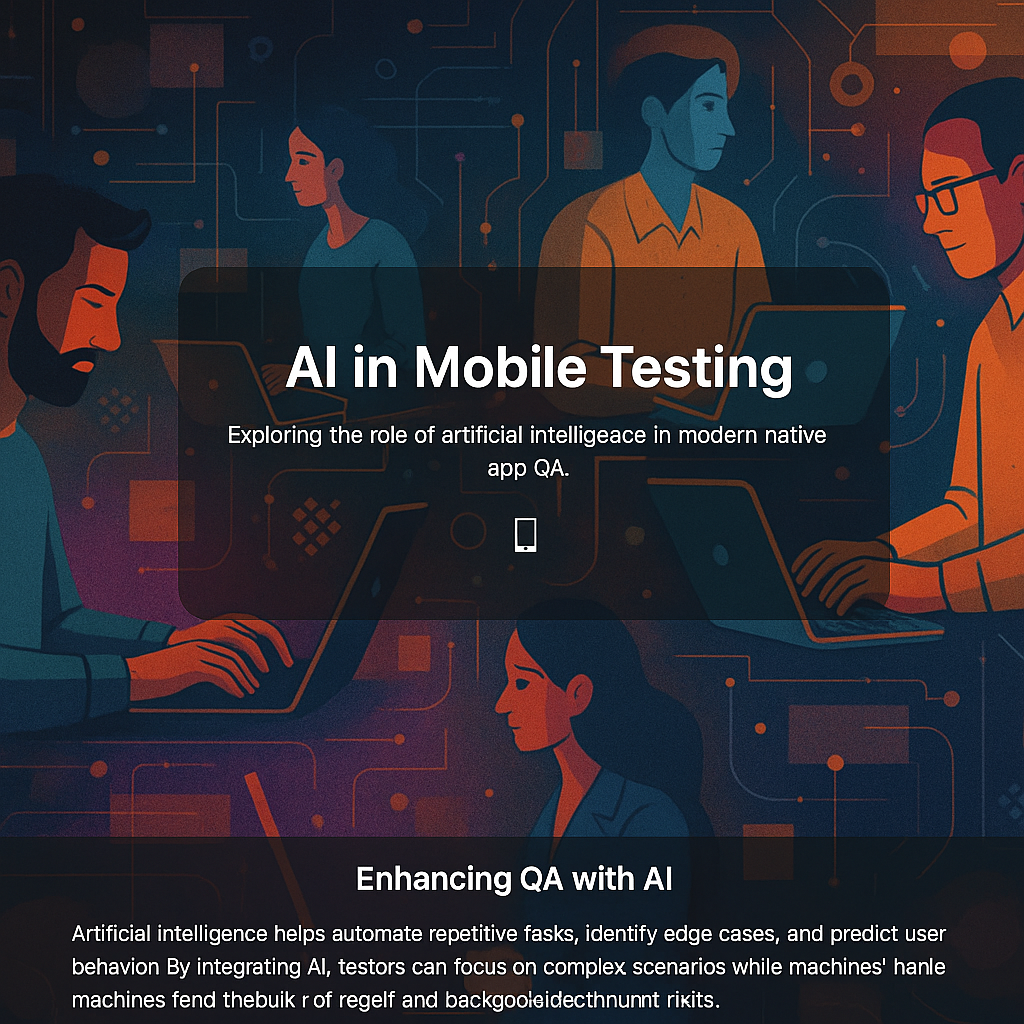 AI in Mobile Testing
Exploring the role of artificial intelligeace in modern native
app QA.
Enhancing QA with AI
Artificial intelligence helps automate repetitive fasks, identify edge cases, and predict user
behavion By integrating AI, testors can focus on complex scenarios while machines' hanle
machines fend thebuik r of regelf and